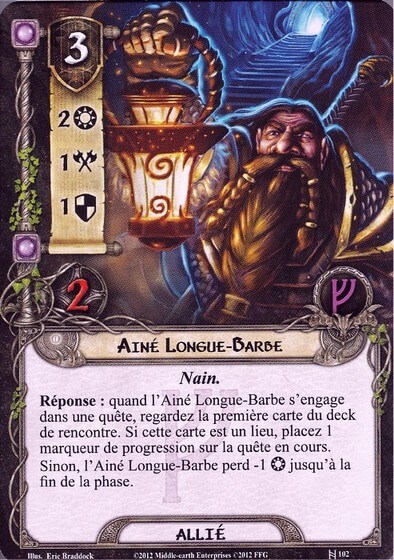 3
2
1
1
2
AINÉ LONGUE-BARBE
Nain.
Réponse : quand l'Ainé Longue-Barbe s'engage
dans une quête, regardez la première carte du deck
de rencontre. Si cette carte est un lieu, placez 1
marqueur de progression sur la quête en cours.
Sinon, l'Ainé Longue-Barbe perd -1 jusqu'à la
fin de la phase.
ALLIÉ
Illus. Eric Braddock ©2012 Middle-earth Enterprises ©2012 FFG 102